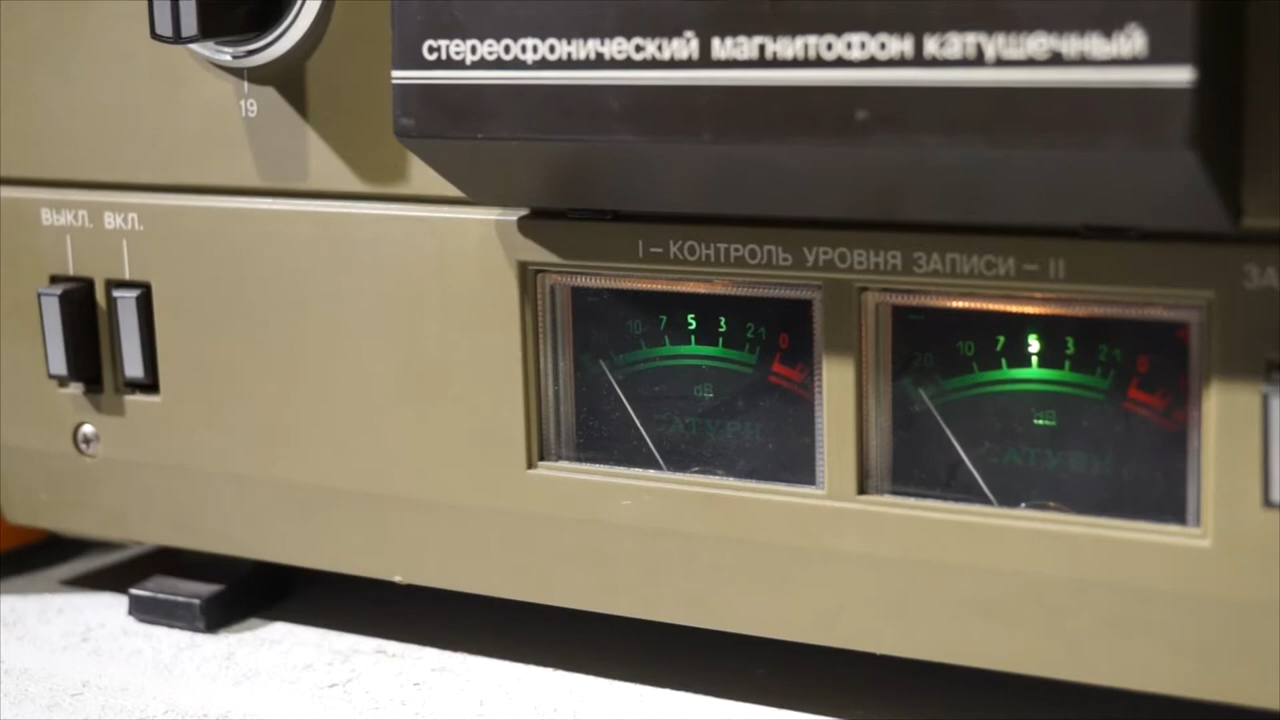 стереофонический магнитофон катушечный
19
ВЫКЛ. ВКЛ.
I – КОНТРОЛЬ УРОВНЯ ЗАПИСИ – II
10 7 5 3 2 1 0
20 10 7 5 3 2 1 0
dB
dB
САТУРН
САТУРН